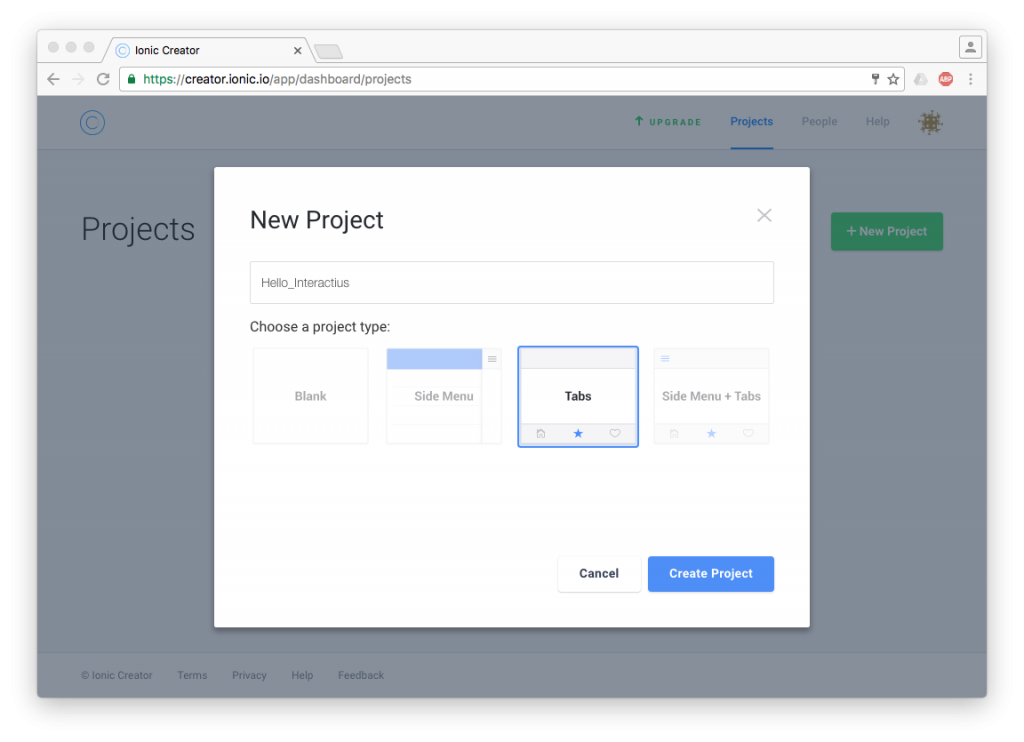 Ionic Creator
https://creator.ionic.io/app/dashboard/projects
ABP
UPGRADE Projects People Help
Projects
+ New Project
New Project
Hello_Interactius
Choose a project type:
Blank Side Menu Tabs Side Menu + Tabs
Cancel Create Project
© Ionic Creator Terms Privacy Help Feedback